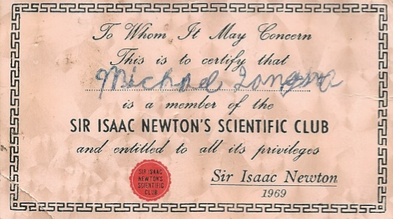 To Whom It May Concern
This is to certify that
Michael
is a member of the
SIR ISAAC NEWTON'S SCIENTIFIC CLUB
and entitled to all its privileges
SIR ISAAC
NEWTON'S
SCIENTIFIC
CLUB
Sir Isaac Newton
1969